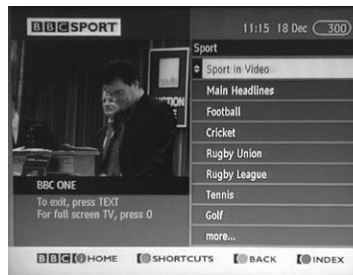 BBC SPORT
11:15 18 Dec 300
Sport
Sport in Video
Main Headlines
Football
Cricket
Rugby Union
Rugby League
Tennis
Golf
more...
BBC ONE
To exit, press TEXT
For full screen TV, press 0
BBCi HOME
SHORTCUTS
BACK
INDEX